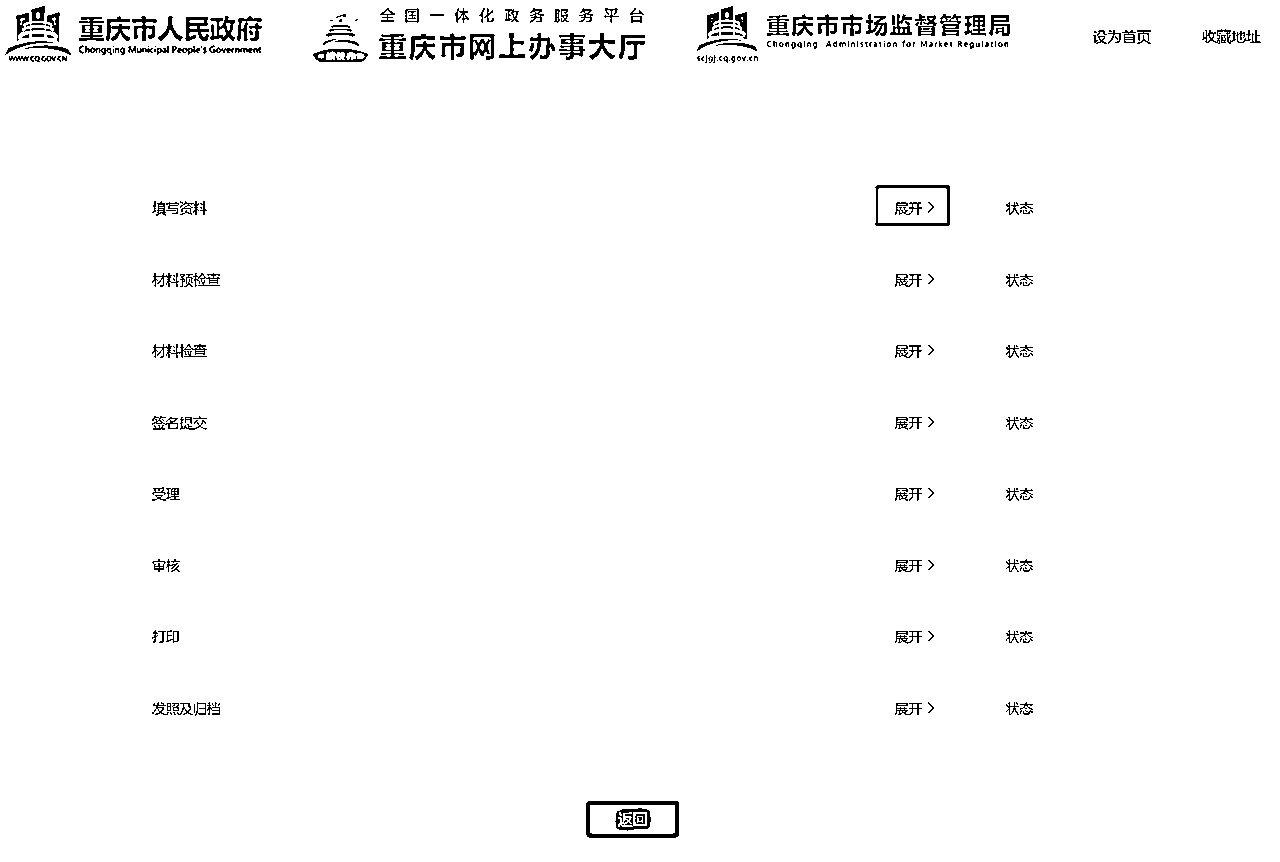 重庆市人民政府
Chongqing Municipal People's Government
WWW.CQ.GOV.CN
全国一体化政务服务平台
重庆市网上办事大厅
重庆市市场监督管理局
Chongqing Administration for Market Regulation
scjgj.cq.gov.cn
设为首页 收藏地址
填写资料 展开 > 状态
材料预检查 展开 > 状态
材料检查 展开 > 状态
签名提交 展开 > 状态
受理 展开 > 状态
审核 展开 > 状态
打印 展开 > 状态
发照及归档 展开 > 状态
返回